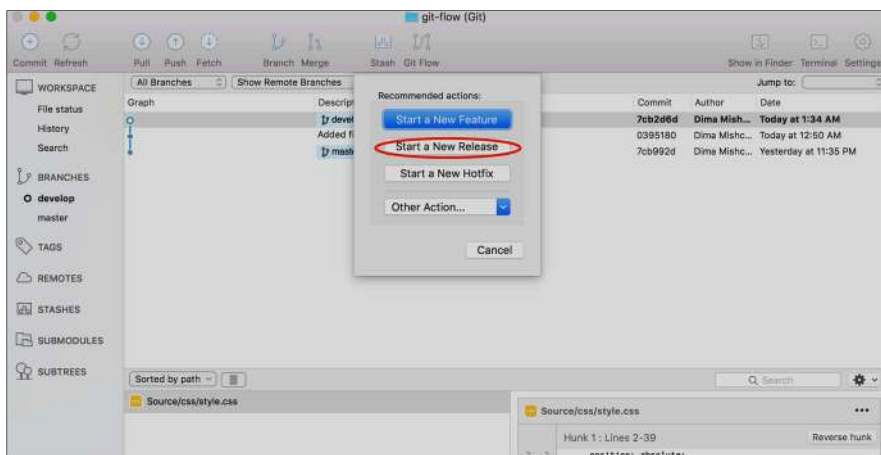 git-flow (Git)
Commit Refresh Pull Push Fetch Branch Merge Stash Git Flow Show in Finder Terminal Settings
WORKSPACE
File status
History
Search
BRANCHES
develop
master
TAGS
REMOTES
STASHES
SUBMODULES
SUBTREES
All Branches Show Remote Branches Jump to:
Graph Descript Commit Author Date
devel 7cb2d6d Dima Mish... Today at 1:34 AM
Added fi 0395180 Dima Mishc... Today at 12:50 AM
mast 7cb992d Dima Mishc... Yesterday at 11:35 PM
Recommended actions:
Start a New Feature
Start a New Release
Start a New Hotfix
Other Action...
Cancel
Sorted by path Search
Source/css/style.css
Source/css/style.css
Hunk 1 : Lines 2-39 Reverse hunk
position: absolute;